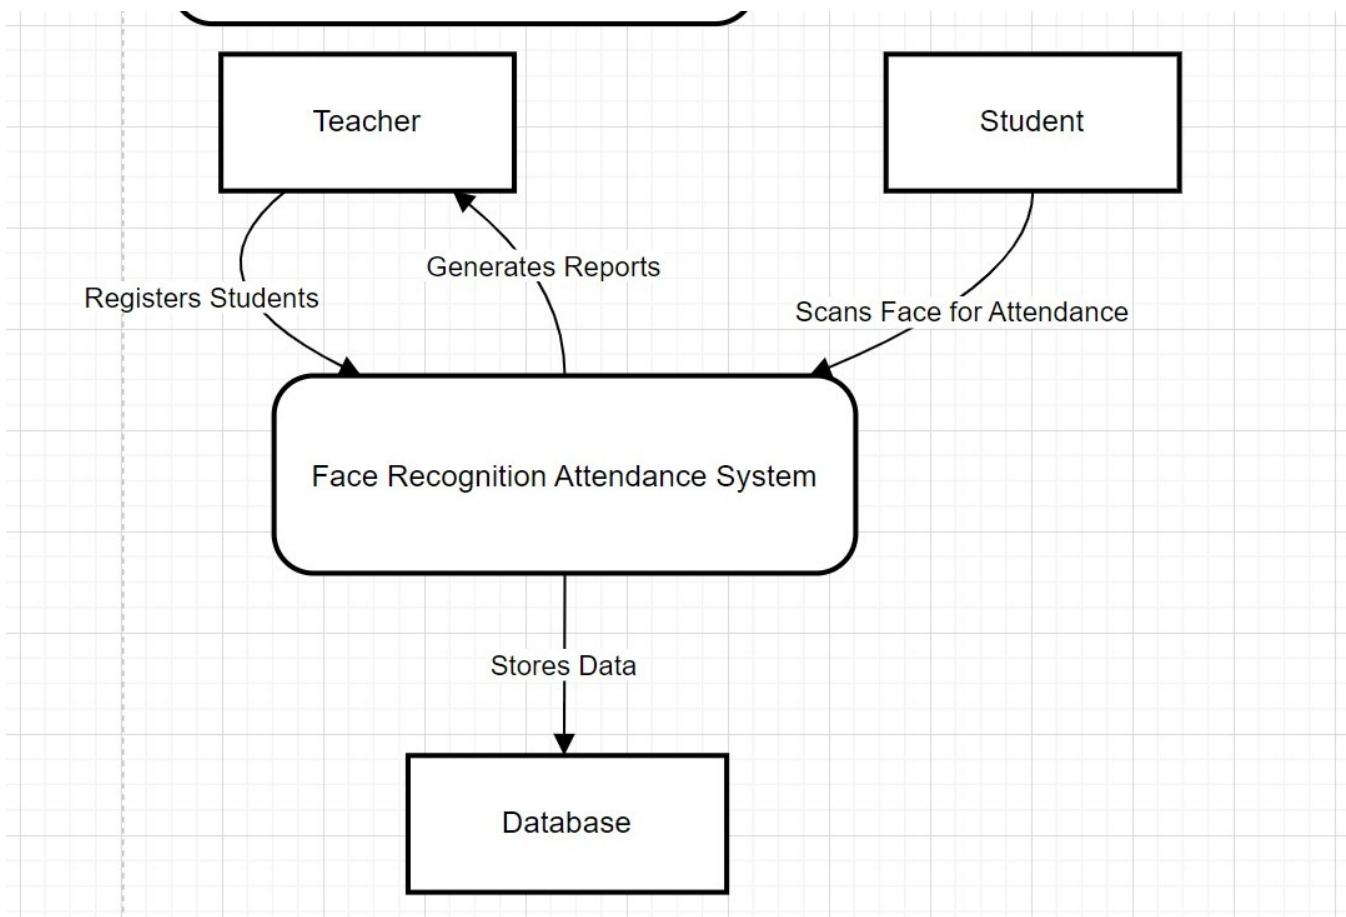 Teacher
Student
Generates Reports
Registers Students
Scans Face for Attendance
Face Recognition Attendance System
Stores Data
Database